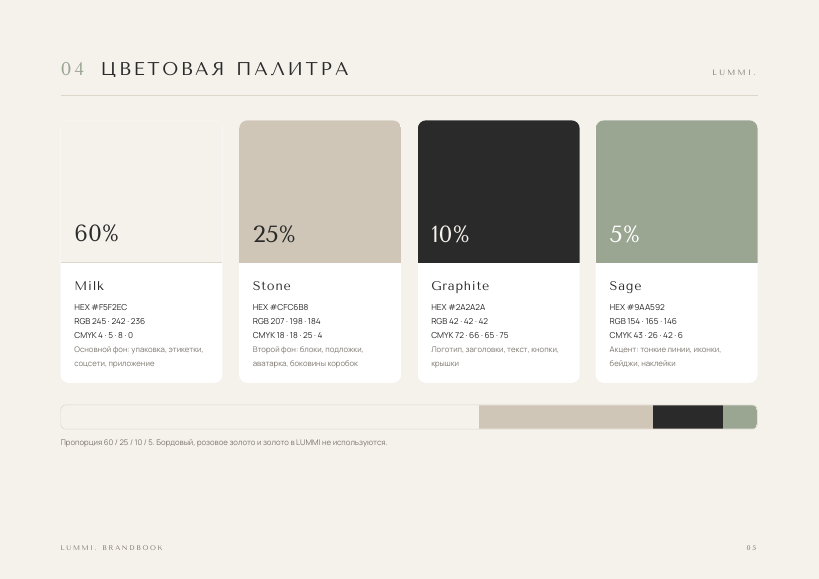 04 ЦВЕТОВАЯ ПАЛИТРА
LUMMI.
60%
25%
10%
5%
Milk
HEX #F5F2EC
RGB 245 · 242 · 236
CMYK 4 · 5 · 8 · 0
Основной фон: упаковка, этикетки,
соцсети, приложение
Stone
HEX #CFC6B8
RGB 207 · 198 · 184
CMYK 18 · 18 · 25 · 4
Второй фон: блоки, подложки,
аватарка, боковины коробок
Graphite
HEX #2A2A2A
RGB 42 · 42 · 42
CMYK 72 · 66 · 65 · 75
Логотип, заголовки, текст, кнопки,
крышки
Sage
HEX #9AA592
RGB 154 · 165 · 146
CMYK 43 · 26 · 42 · 6
Акцент: тонкие линии, иконки,
бейджи, наклейки
Пропорция 60 / 25 / 10 / 5. Бордовый, розовое золото и золото в LUMMI не используются.
LUMMI. BRANDBOOK
05